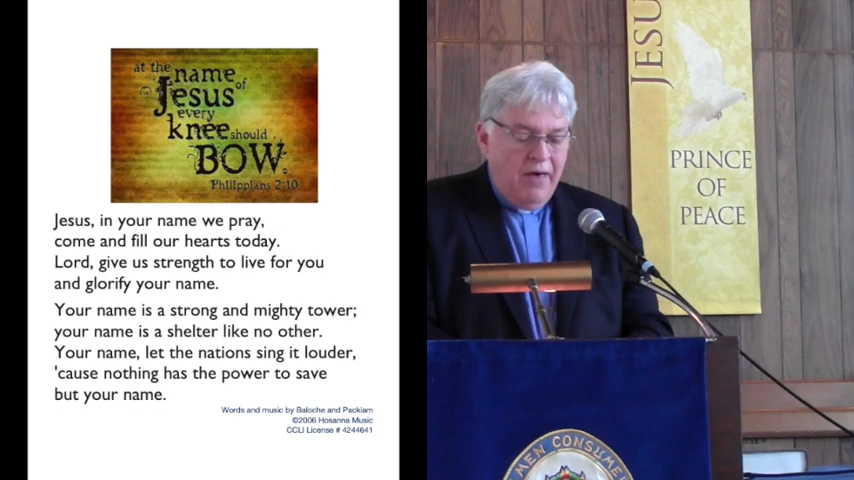 at the
name of
Jesus
every
knee should
BOW.
Philippians 2:10
Jesus, in your name we pray,
come and fill our hearts today.
Lord, give us strength to live for you
and glorify your name.
Your name is a strong and mighty tower;
your name is a shelter like no other.
Your name, let the nations sing it louder,
'cause nothing has the power to save
but your name.
Words and music by Baloche and Packiam
©2006 Hosanna Music
CCLI License # 4244641
JESU
PRINCE
OF
PEACE
MEN CONSUME